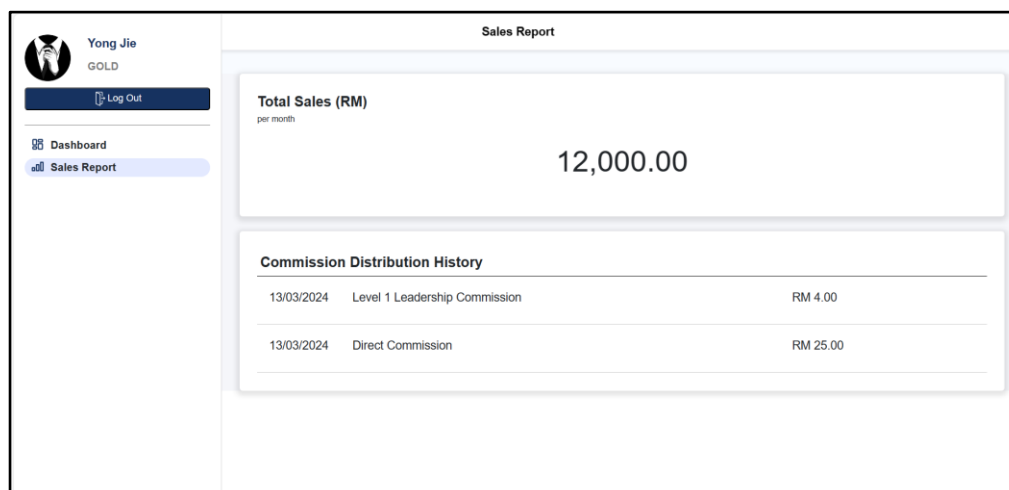 Yong Jie
GOLD
Log Out
Dashboard
Sales Report
Sales Report
Total Sales (RM)
per month
12,000.00
Commission Distribution History
13/03/2024 Level 1 Leadership Commission RM 4.00
13/03/2024 Direct Commission RM 25.00